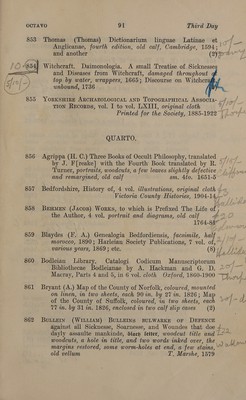 OCTAVO 91 Third Day
853 Thomas (Thomas) Dictionarium linguae Latinae et
Anglicanae, fourth edition, old calf, Cambridge, 1594;
and another (2)
854 Witchcraft. Daimonologia. A small Treatise of Sicknesses
and Diseases from Witchcraft, damaged throughout at
top by water, wrappers, 1665; Discourse on Witchcraft,
unbound, 1736
855 YORKSHIRE ARCHAEOLOGICAL AND TOPOGRAPHICAL ASSOCIA-
TION RECORDS, vol. I to vol. LXIII, original cloth
Printed for the Society, 1885-1922
QUARTO.
856 Agrippa (H. C.) Three Books of Occult Philosophy, translated
by J. F[reake] with the Fourth Book translated by R.
Turner, portraits, woodcuts, a few leaves slightly defective
and remargined, old calf sm. 4to. 1651-5
857 Bedfordshire, History of, 4 vol. illustrations, original cloth
Victoria County Histories, 1904-14
858 BEHMEN (JACOB) WORKS, to which is Prefixed The Life of
the Author, 4 vol. portrait and diagrams, old calf
1764-81
859 Blaydes (F. A.) Genealogia Bedfordiensis, facsimile, half
morocco, 1890; Harleian Society Publications, 7 vol.
various years, 1869; etc. (8)
860 Bodleian Library, Catalogi Codicum Manuscriptorum
Bibliothecae Bodleianae by A. Hackman and G. D.
Macray, Parts 4 and 5, in 6 vol. cloth Oxford, 1860-1900
861 Bryant (A.) Map of the County of Norfolk, coloured, mounted
on linen, in two sheets, each 90 in. by 27 in. 1826; Map
of the County of Suffolk, coloured, in two sheets, each
77 in. by 31 in. 1826, enclosed in two calf slip cases (2)
862 BULLEIN (WILLIAM) BULLEINS BULWARKE OF DEFENCE
against all Sicknesse, Soarnesse, and Woundes that doe
dayly assaulte mankinde, black letter, woodcut title and
woodcuts, a hole in title, and two words inked over, the
margins restored, some worm-holes at end, a few stains,
old vellum T. Marshe, 1579